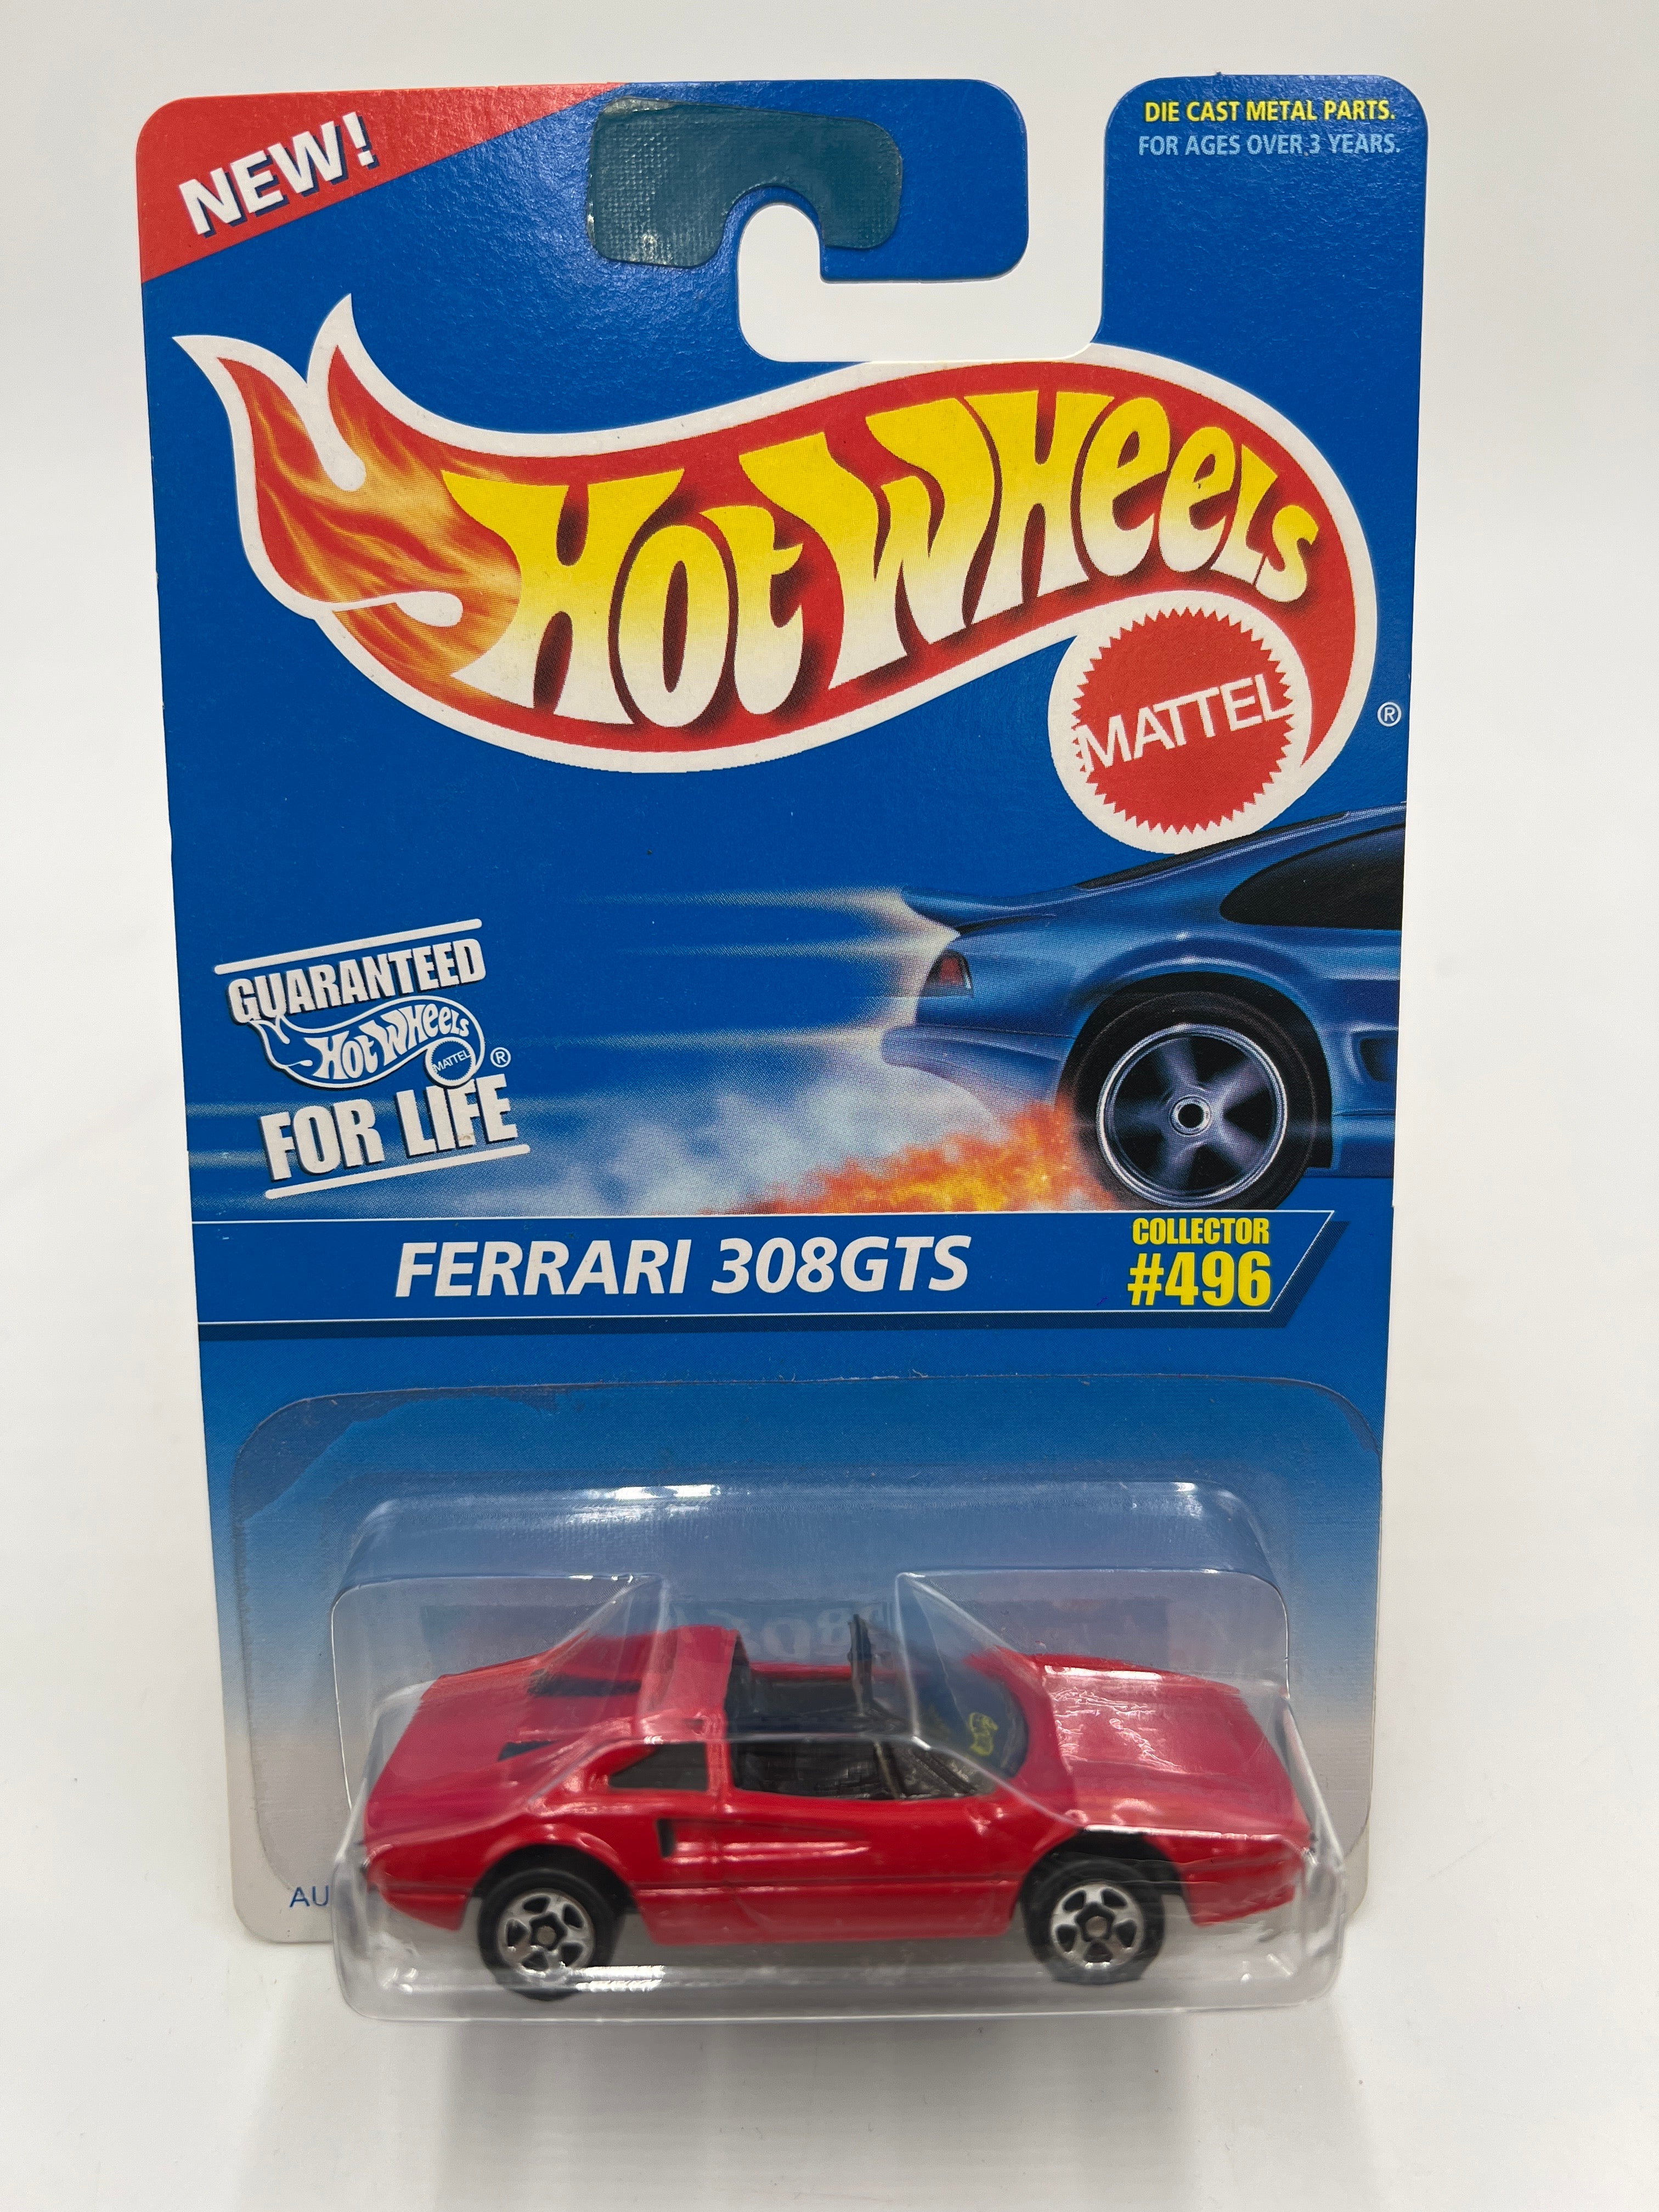 NEW!
DIE CAST METAL PARTS.
FOR AGES OVER 3 YEARS.
HOT WHEELS
MATTEL
®
GUARANTEED
HOT WHEELS
MATTEL
®
FOR LIFE
FERRARI 308GTS
COLLECTOR
#496
AU